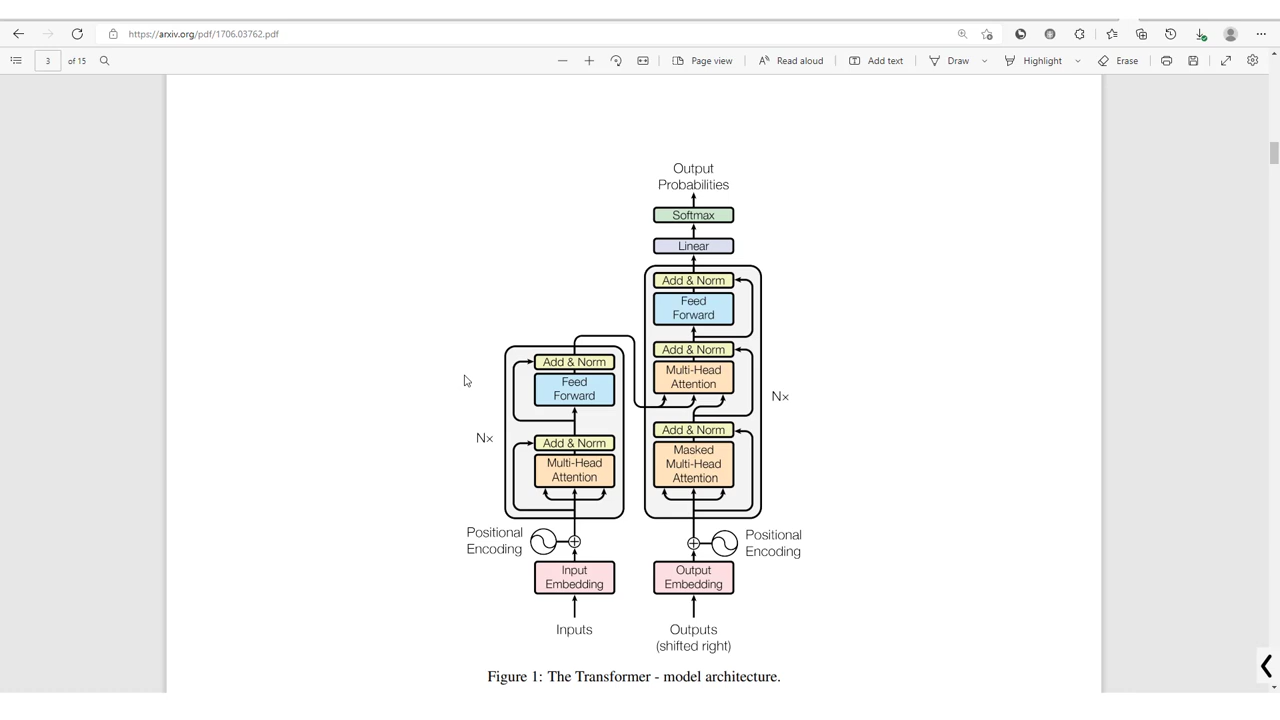 https://arxiv.org/pdf/1706.03762.pdf
3 of 15
Page view
Read aloud
Add text
Draw
Highlight
Erase
Output
Probabilities
Softmax
Linear
Add & Norm
Feed
Forward
Add & Norm
Multi-Head
Attention
Add & Norm
Masked
Multi-Head
Attention
Nx
Add & Norm
Feed
Forward
Add & Norm
Multi-Head
Attention
Nx
Positional
Encoding
Positional
Encoding
Input
Embedding
Output
Embedding
Inputs
Outputs
(shifted right)
Figure 1: The Transformer - model architecture.